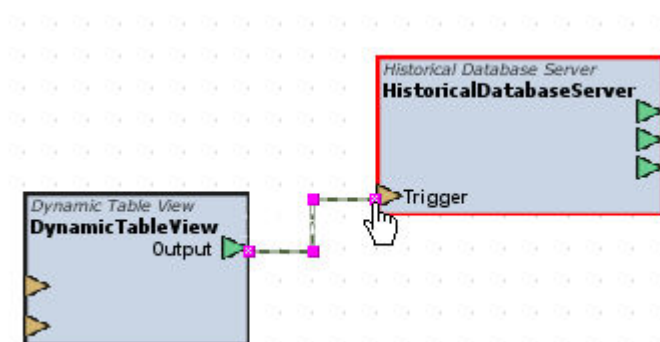 Historical Database Server
HistoricalDatabaseServer
Trigger
Dynamic Table View
DynamicTableView
Output